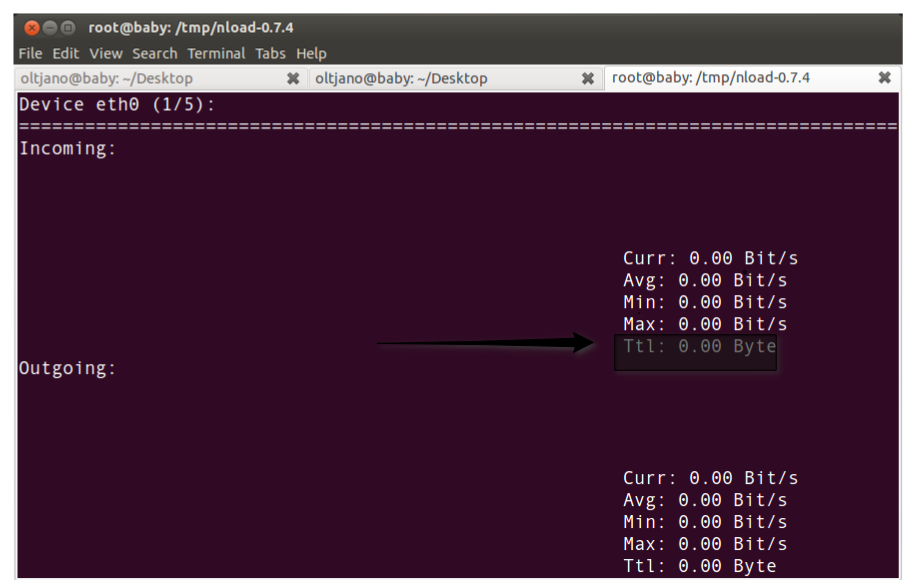 root@baby: /tmp/nload-0.7.4
File Edit View Search Terminal Tabs Help
oltjano@baby: ~/Desktop oltjano@baby: ~/Desktop root@baby: /tmp/nload-0.7.4
Device eth0 (1/5):
================================================================================
Incoming:
Curr: 0.00 Bit/s
Avg: 0.00 Bit/s
Min: 0.00 Bit/s
Max: 0.00 Bit/s
Ttl: 0.00 Byte
Outgoing:
Curr: 0.00 Bit/s
Avg: 0.00 Bit/s
Min: 0.00 Bit/s
Max: 0.00 Bit/s
Ttl: 0.00 Byte